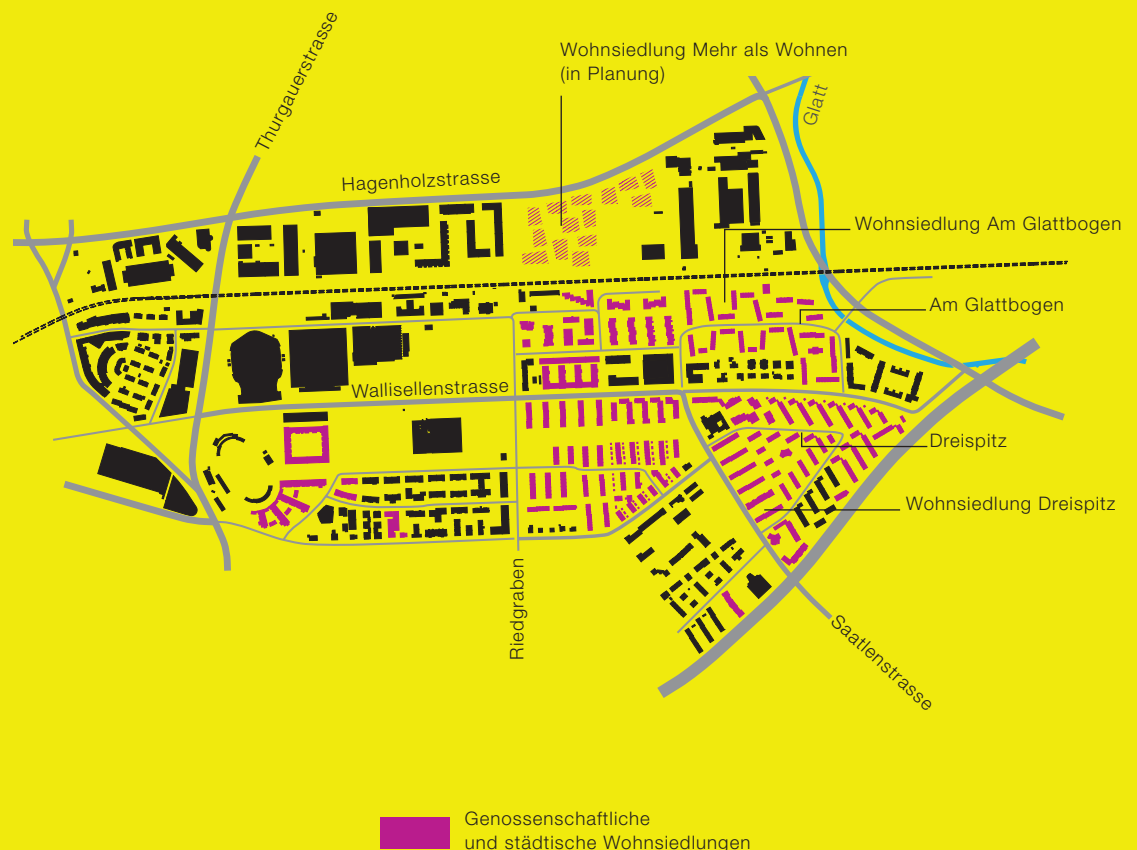 Wohnsiedlung Mehr als Wohnen
(in Planung)
Thurgauerstrasse
Glatt
Hagenholzstrasse
Wohnsiedlung Am Glattbogen
Am Glattbogen
Wallisellenstrasse
Dreispitz
Wohnsiedlung Dreispitz
Riedgraben
Saatlenstrasse
Genossenschaftliche
und städtische Wohnsiedlungen